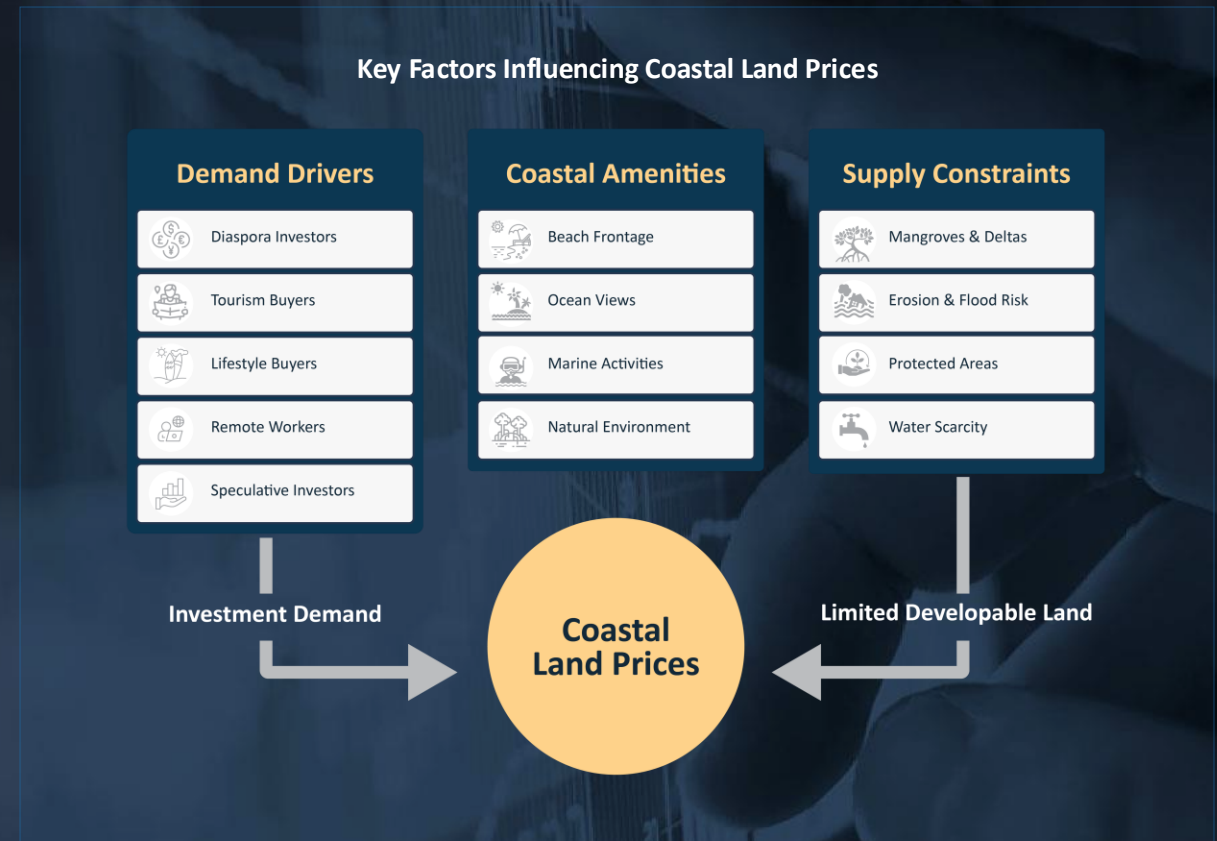 Key Factors Influencing Coastal Land Prices
Demand Drivers
Diaspora Investors
Tourism Buyers
Lifestyle Buyers
Remote Workers
Speculative Investors
Coastal Amenities
Beach Frontage
Ocean Views
Marine Activities
Natural Environment
Supply Constraints
Mangroves & Deltas
Erosion & Flood Risk
Protected Areas
Water Scarcity
Investment Demand
Limited Developable Land
Coastal
Land Prices